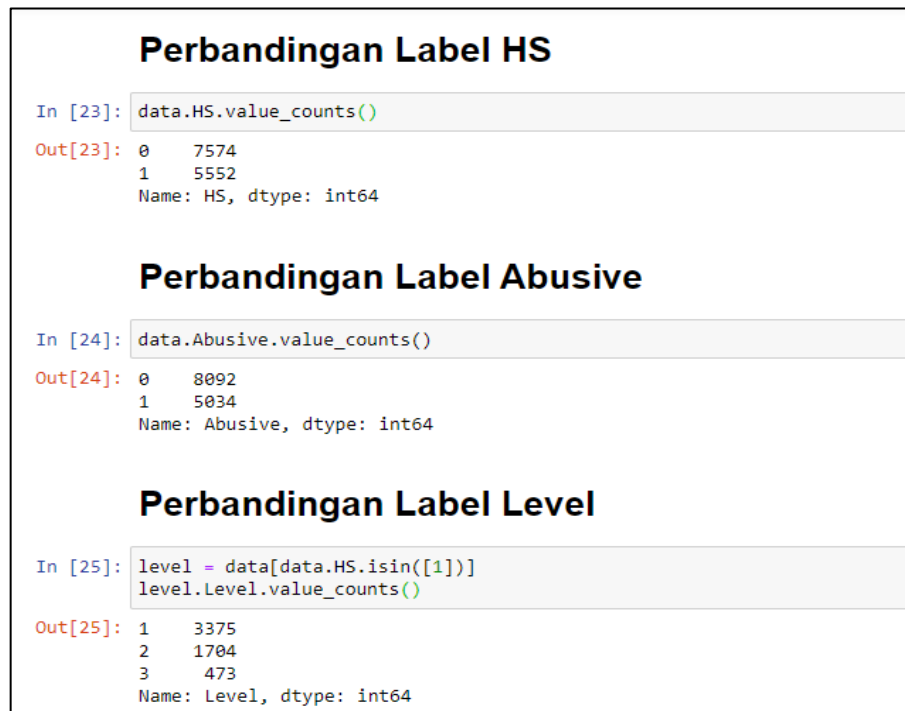 Perbandingan Label HS
In [23]: data.HS.value_counts()
Out[23]: 0    7574
1    5552
Name: HS, dtype: int64
Perbandingan Label Abusive
In [24]: data.Abusive.value_counts()
Out[24]: 0    8092
1    5034
Name: Abusive, dtype: int64
Perbandingan Label Level
In [25]: level = data[data.HS.isin([1])]
level.Level.value_counts()
Out[25]: 1    3375
2    1704
3     473
Name: Level, dtype: int64